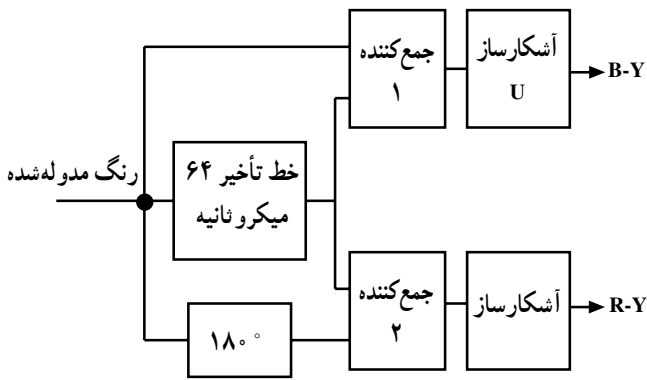 جمع‌کننده
۱
آشکارساز
U
B-Y
رنگ مدوله‌شده
خط تأخیر ۶۴
میکروثانیه
جمع‌کننده
۲
آشکارساز
R-Y
۱۸۰°